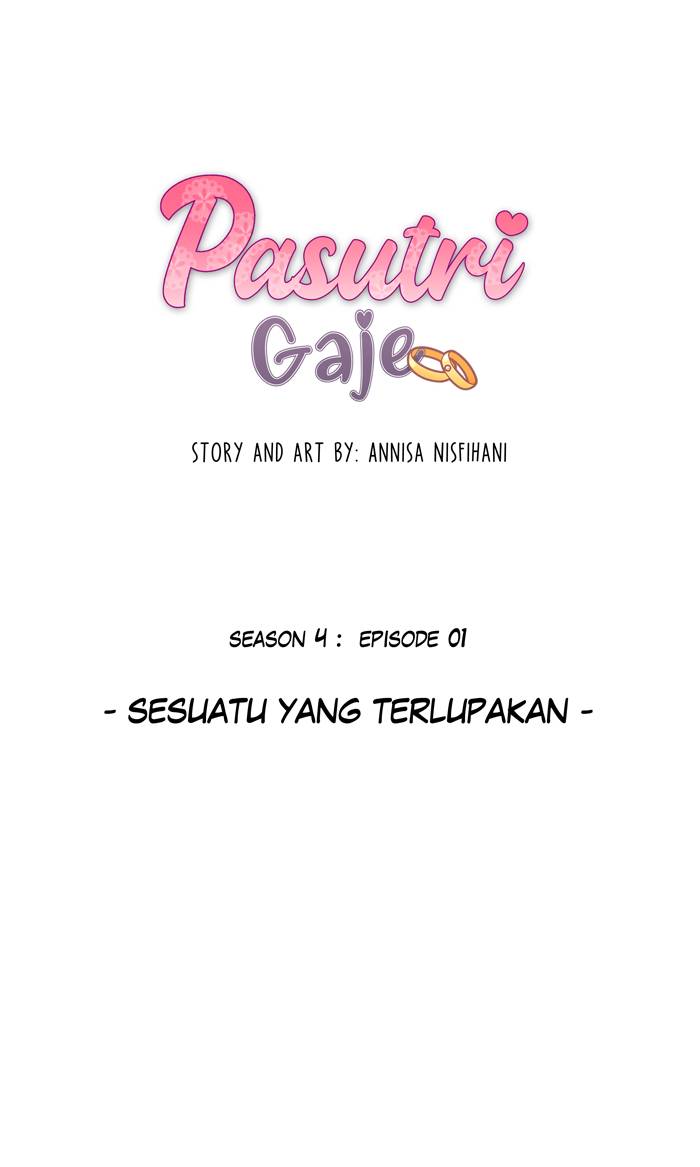 Pasutri
Gaje
STORY AND ART BY: ANNISA NISFIHANI
SEASON 4 : EPISODE 01
- SESUATU YANG TERLUPAKAN -